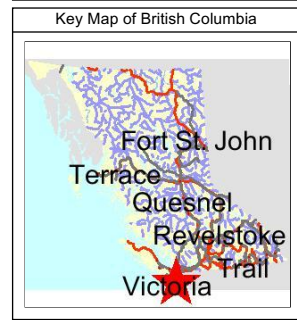 Key Map of British Columbia
Fort St. John
Terrace
Quesnel
Revelstoke
Trail
Victoria